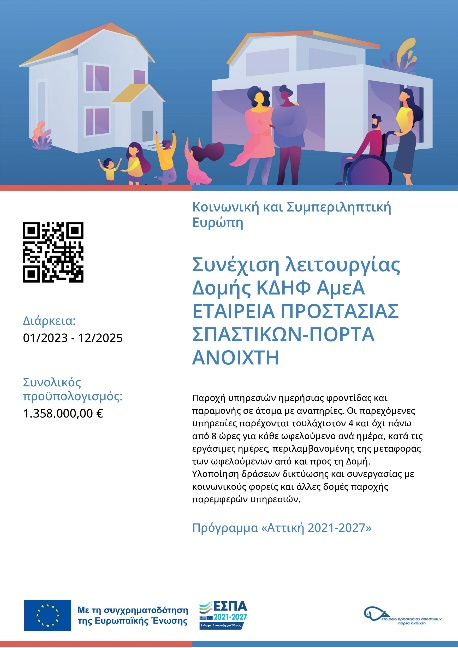 Κοινωνική και Συμπεριληπτική
Ευρώπη
Συνέχιση λειτουργίας
Δομής ΚΔΗΦ ΑμεΑ
ΕΤΑΙΡΕΙΑ ΠΡΟΣΤΑΣΙΑΣ
ΣΠΑΣΤΙΚΩΝ-ΠΟΡΤΑ
ΑΝΟΙΧΤΗ
Διάρκεια:
01/2023 - 12/2025
Συνολικός
προϋπολογισμός:
1.358.000,00 €
Παροχή υπηρεσιών ημερήσιας φροντίδας και
παραμονής σε άτομα με αναπηρίες. Οι παρεχόμενες
υπηρεσίες παρέχονται τουλάχιστον 4 και όχι πάνω
από 8 ώρες για κάθε ωφελούμενο ανά ημέρα, κατά τις
εργάσιμες ημέρες, περιλαμβανομένης της μεταφοράς
των ωφελούμενων από και προς τη Δομή.
Υλοποίηση δράσεων δικτύωσης και συνεργασίας με
κοινωνικούς φορείς και άλλες δομές παροχής
παρεμφερών υπηρεσιών.
Πρόγραμμα «Αττική 2021-2027»
Με τη συγχρηματοδότηση
της Ευρωπαϊκής Ένωσης
ΕΣΠΑ
2021-2027